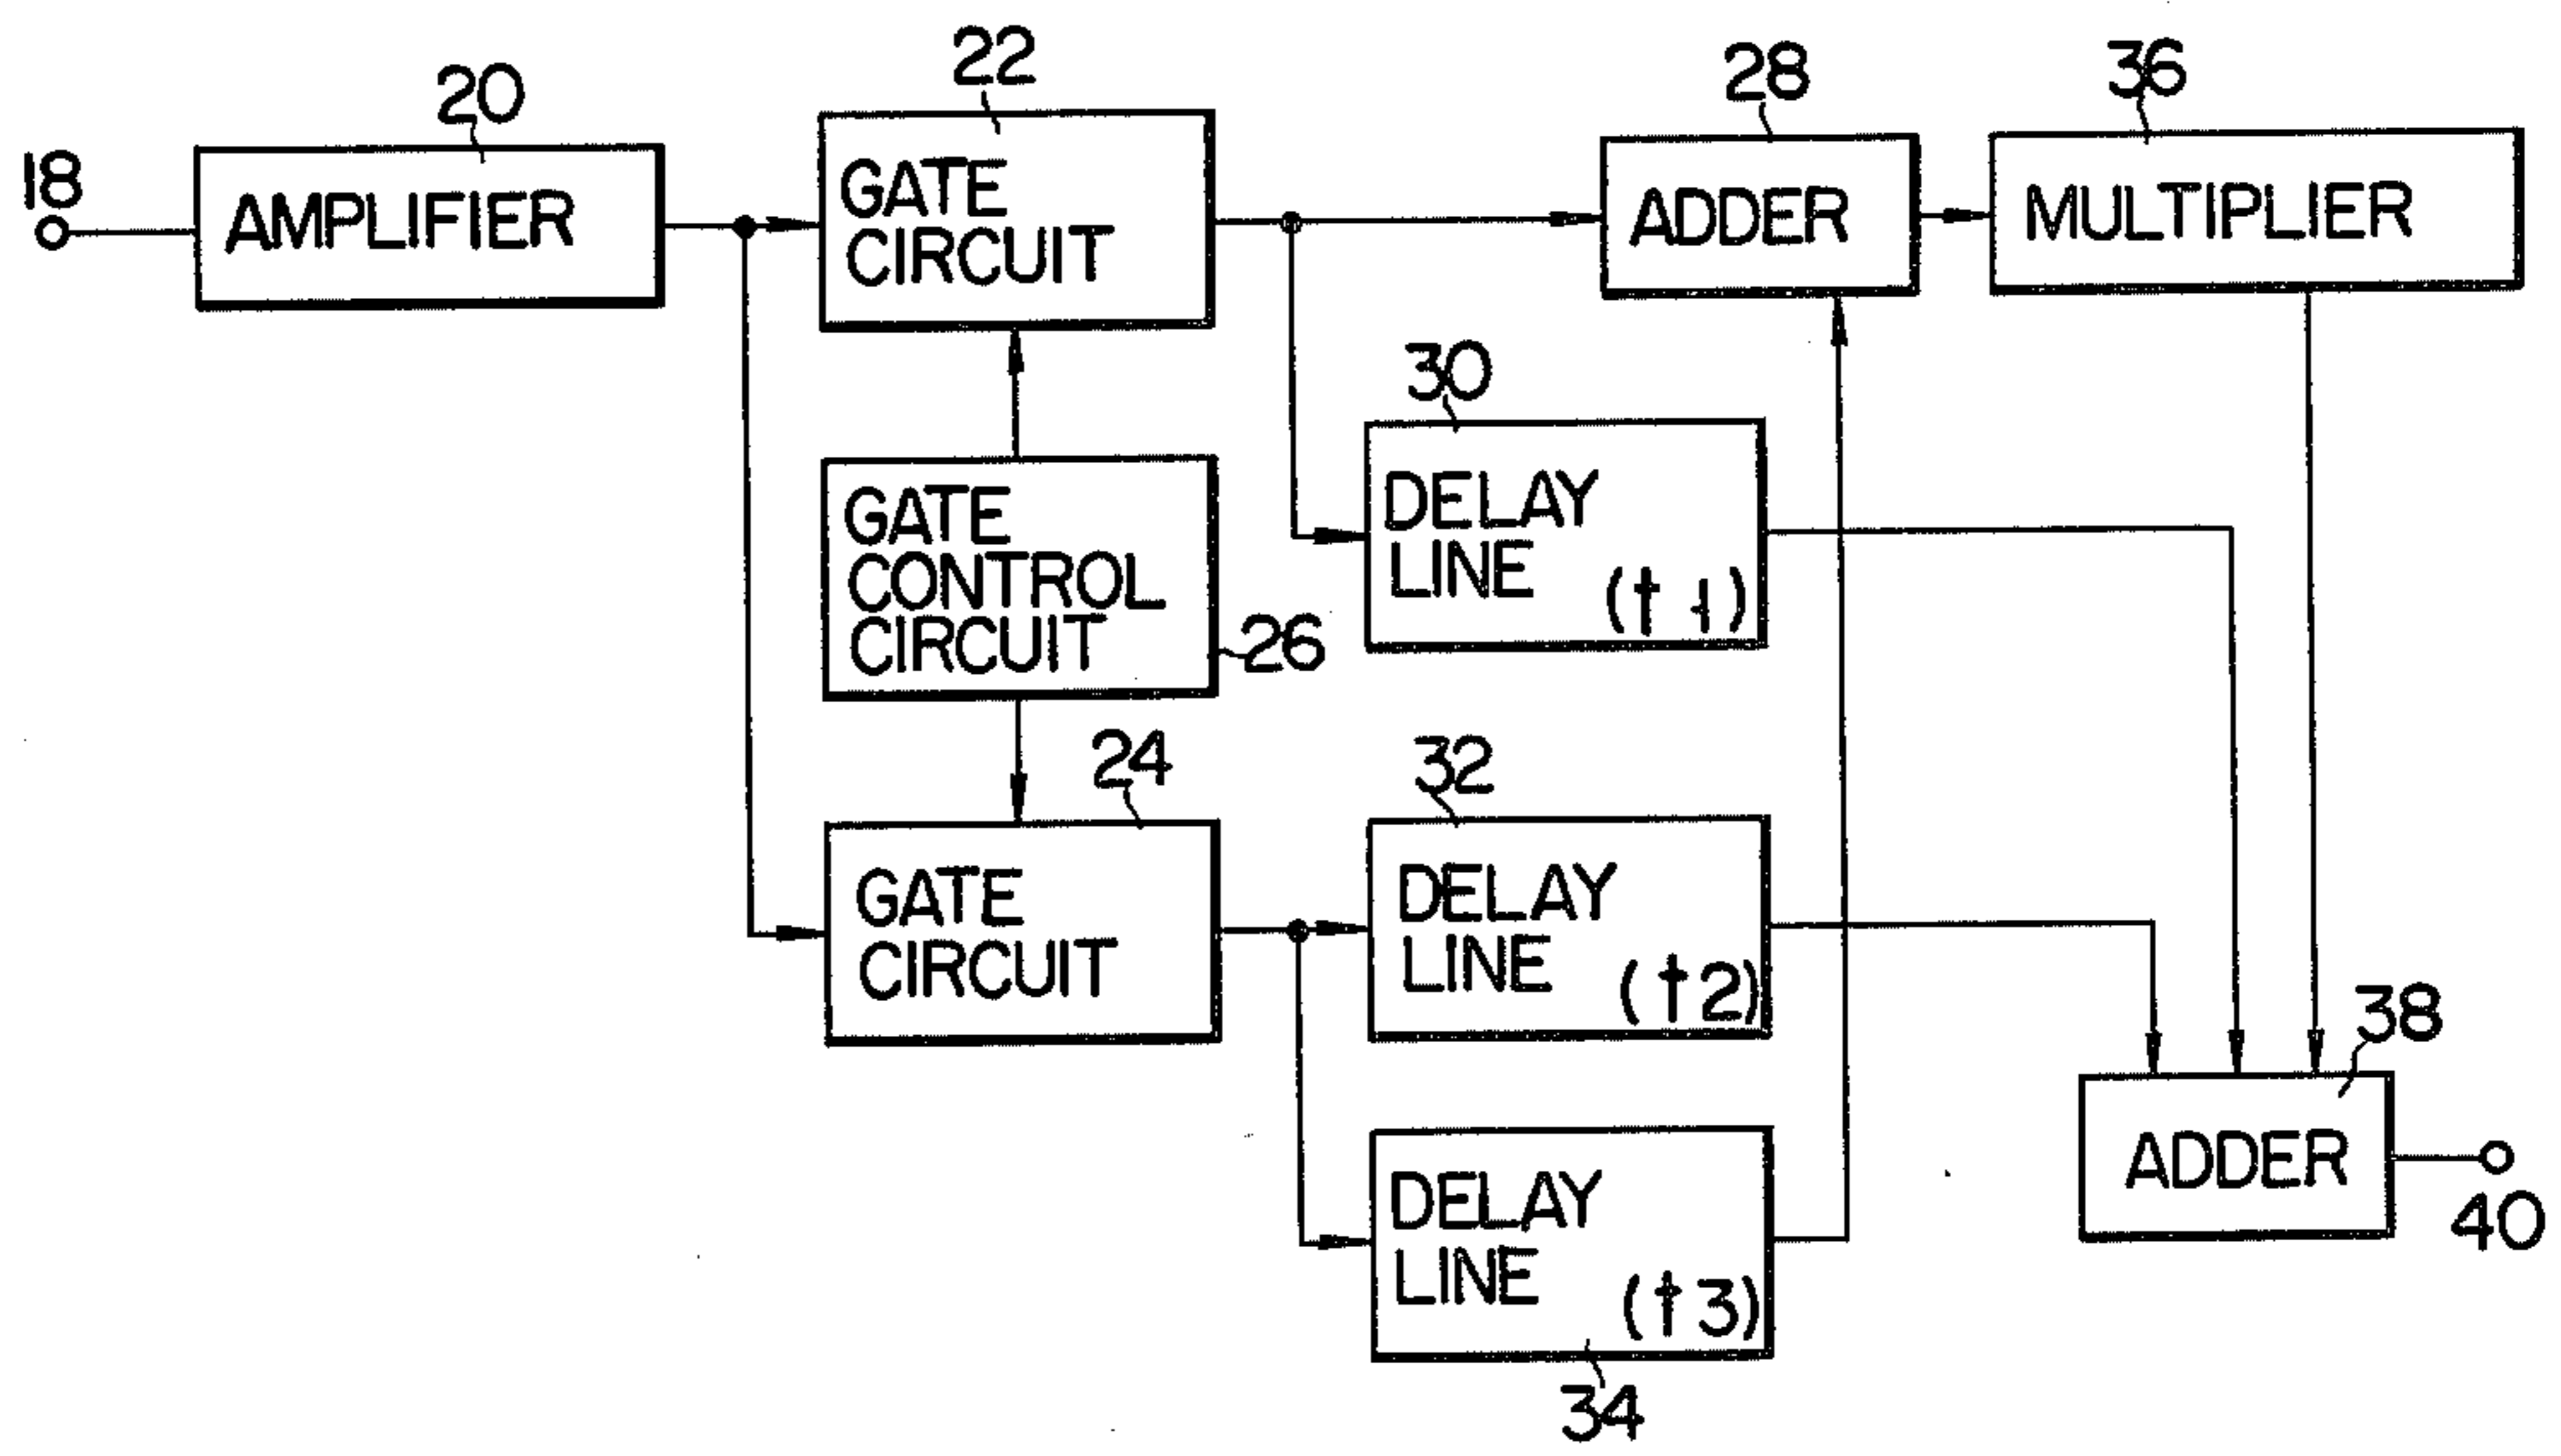 18
20
AMPLIFIER
22
GATE
CIRCUIT
28
ADDER
36
MULTIPLIER
30
DELAY
LINE
(t1)
GATE
CONTROL
CIRCUIT
26
24
GATE
CIRCUIT
32
DELAY
LINE
(t2)
DELAY
LINE
(t3)
34
38
ADDER
40